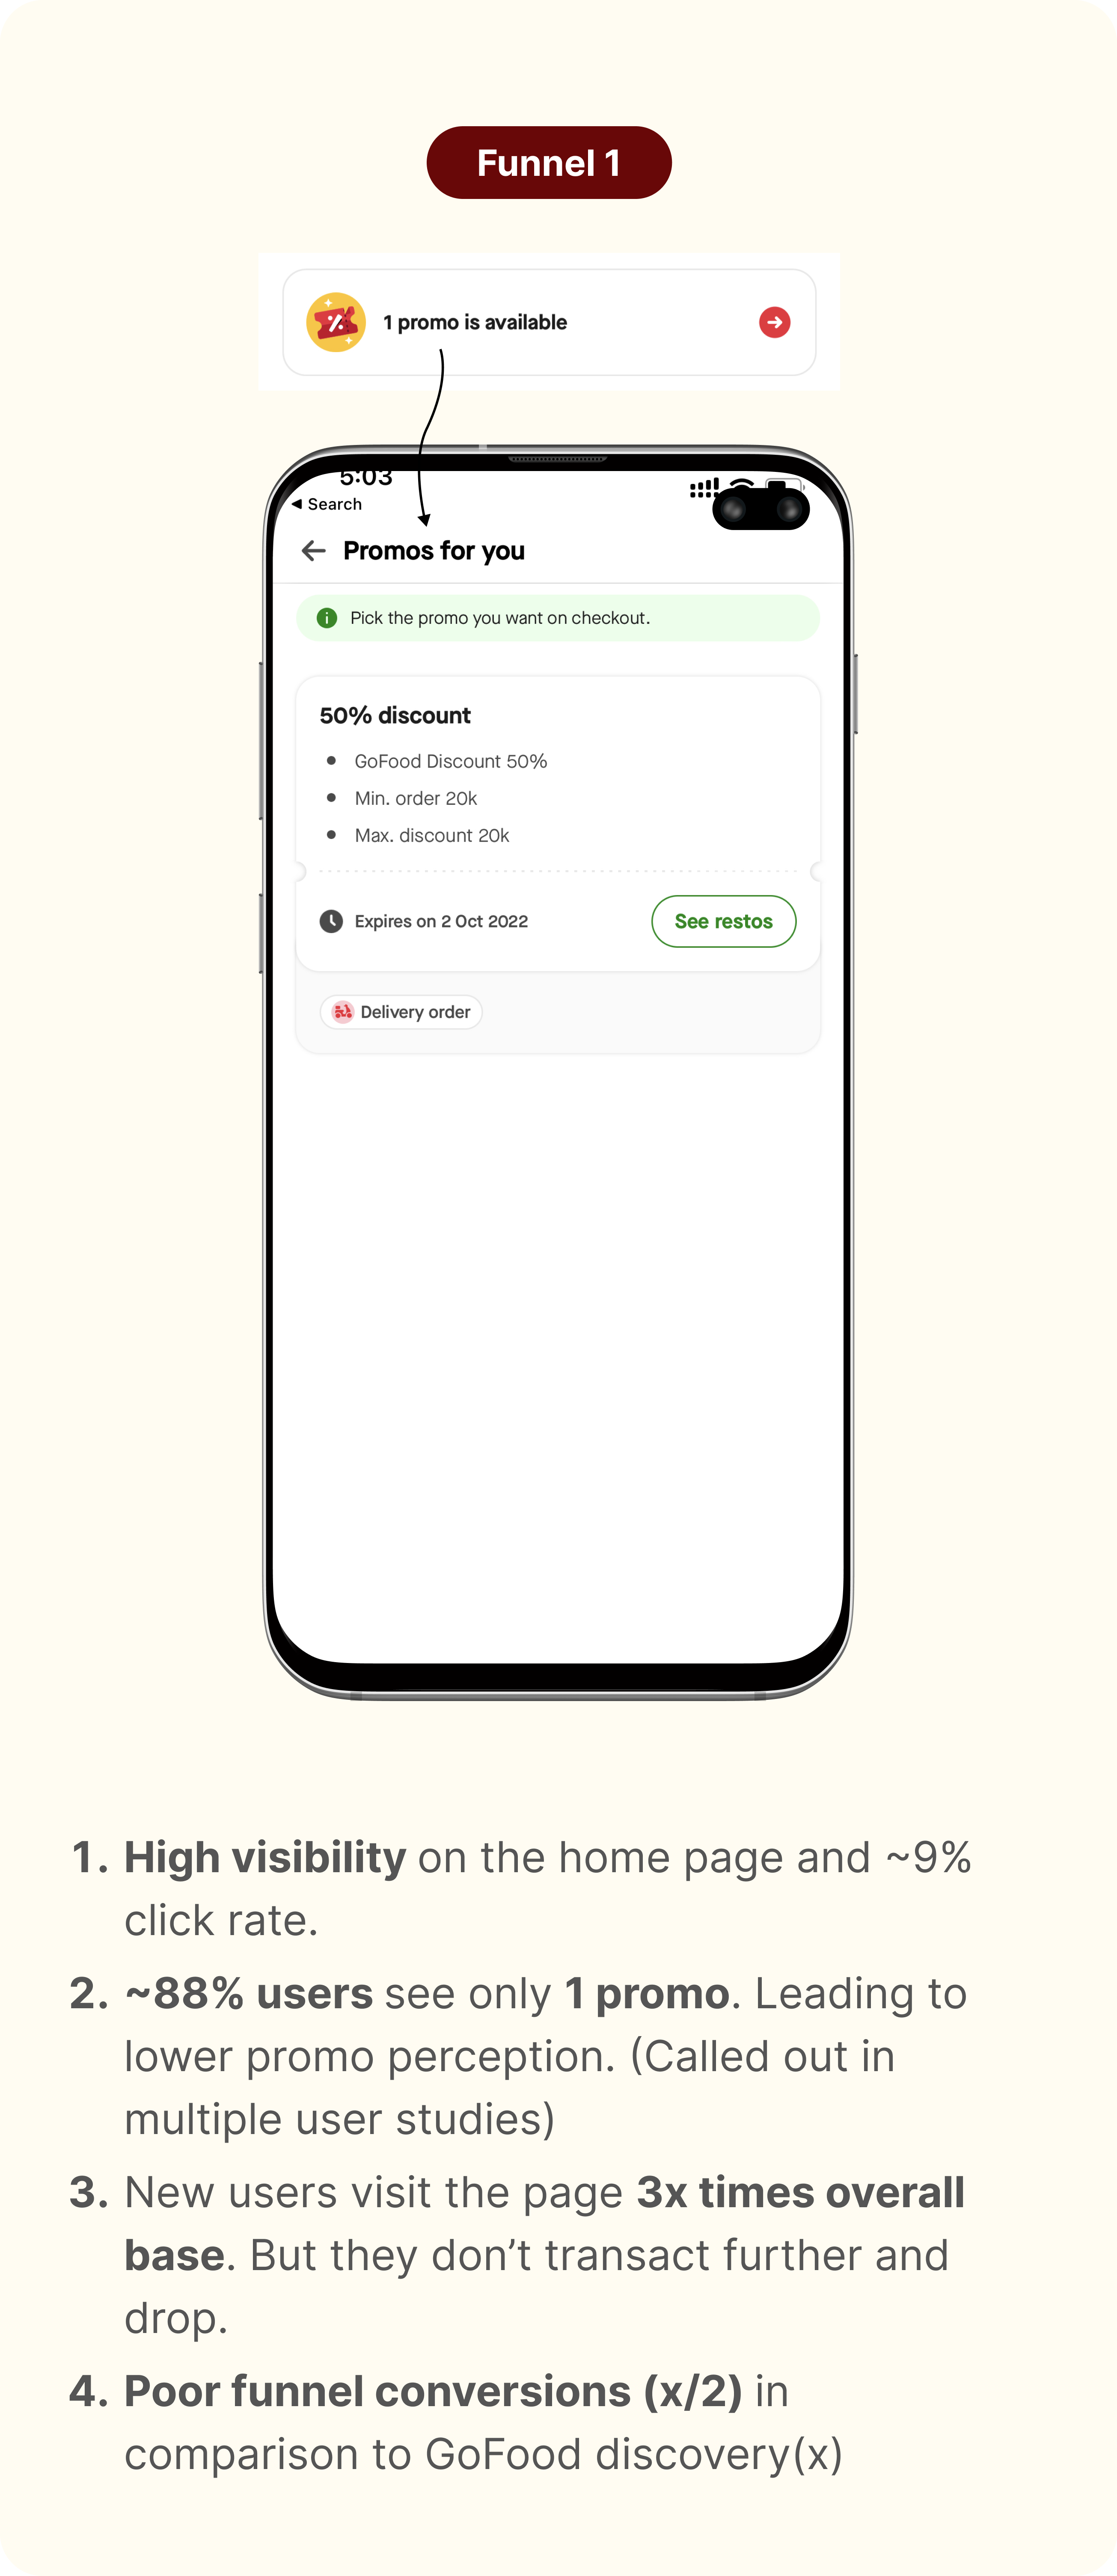 Funnel 1
1 promo is available
5:03
◀ Search
Promos for you
Pick the promo you want on checkout.
50% discount
• GoFood Discount 50%
• Min. order 20k
• Max. discount 20k
Expires on 2 Oct 2022
See restos
Delivery order
1. High visibility on the home page and ~9%
click rate.
2. ~88% users see only 1 promo. Leading to
lower promo perception. (Called out in
multiple user studies)
3. New users visit the page 3x times overall
base. But they don’t transact further and
drop.
4. Poor funnel conversions (x/2) in
comparison to GoFood discovery(x)